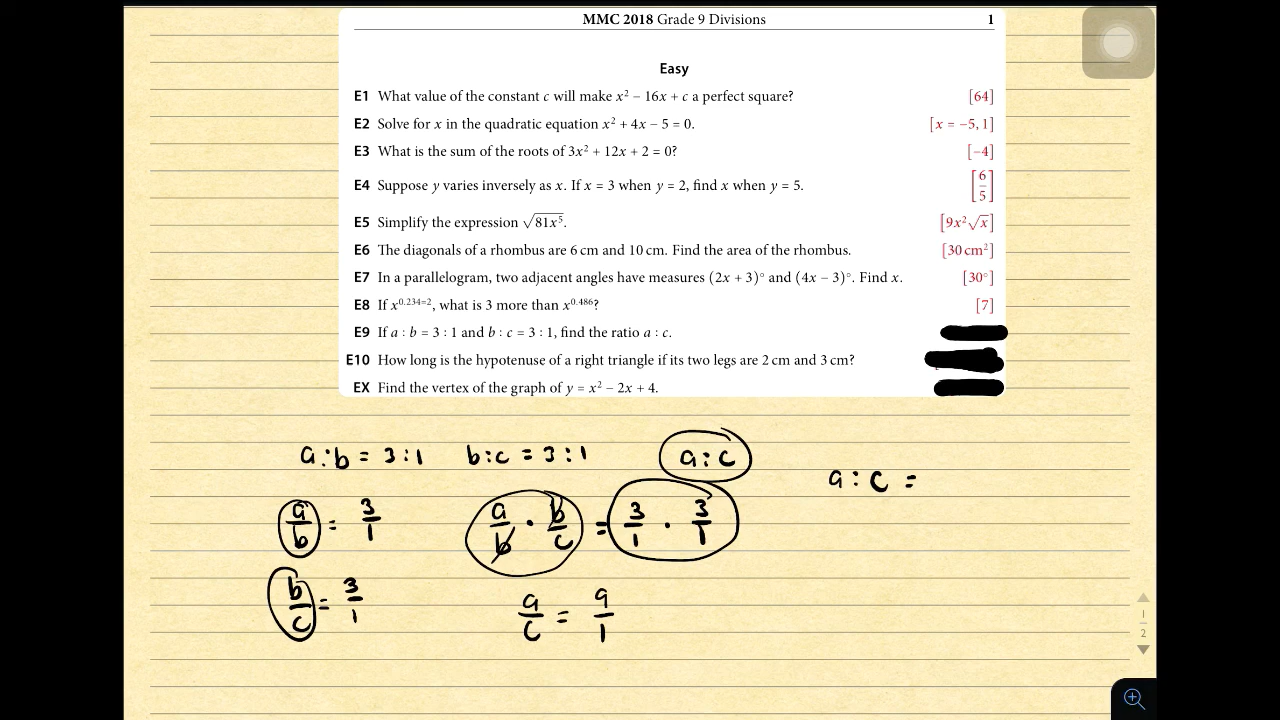 MMC 2018 Grade 9 Divisions 1
Easy
E1 What value of the constant c will make x² − 16x + c a perfect square? [64]
E2 Solve for x in the quadratic equation x² + 4x − 5 = 0. [x = −5, 1]
E3 What is the sum of the roots of 3x² + 12x + 2 = 0? [−4]
E4 Suppose y varies inversely as x. If x = 3 when y = 2, find x when y = 5. [6/5]
E5 Simplify the expression √81x⁵. [9x²√x]
E6 The diagonals of a rhombus are 6 cm and 10 cm. Find the area of the rhombus. [30 cm²]
E7 In a parallelogram, two adjacent angles have measures (2x + 3)° and (4x − 3)°. Find x. [30°]
E8 If x^0.234=2, what is 3 more than x^0.486? [7]
E9 If a : b = 3 : 1 and b : c = 3 : 1, find the ratio a : c.
E10 How long is the hypotenuse of a right triangle if its two legs are 2 cm and 3 cm?
EX Find the vertex of the graph of y = x² − 2x + 4.
a:b = 3:1 b:c = 3:1 a:c
a:c =
a/b = 3/1 a/b · b/c = 3/1 · 3/1
b/c = 3/1 a/c = 9/1
1
2